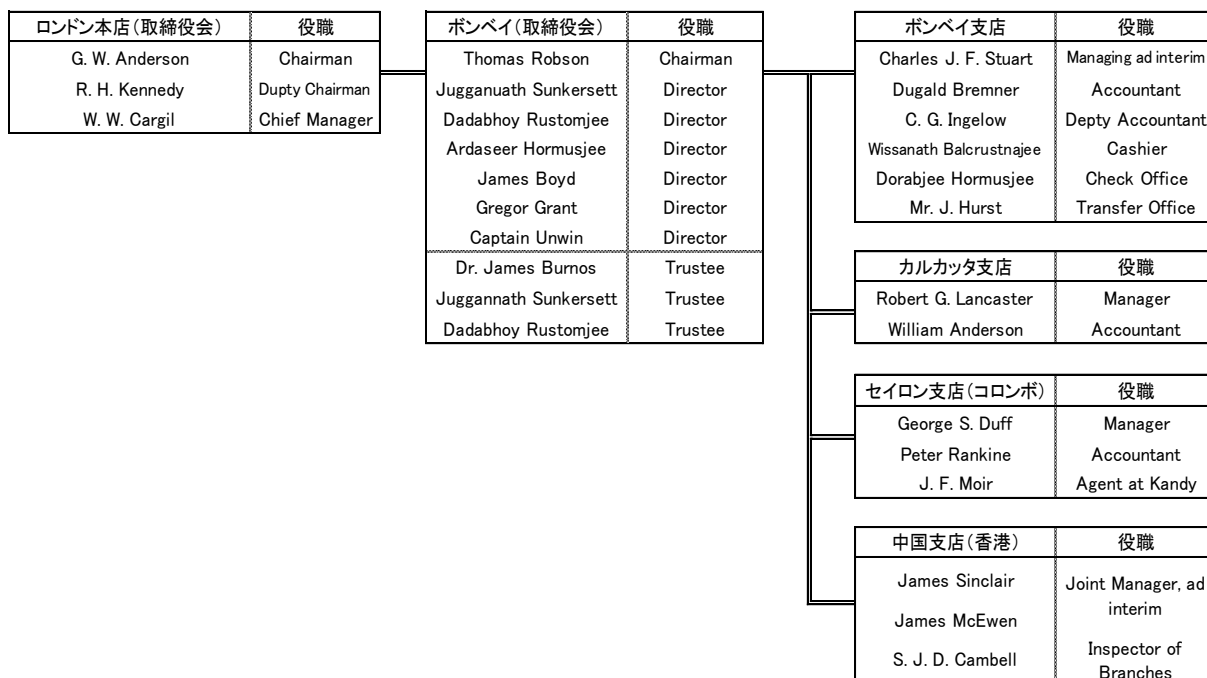 ロンドン本店(取締役会) 役職
G. W. Anderson Chairman
R. H. Kennedy Dupty Chairman
W. W. Cargil Chief Manager
ボンベイ(取締役会) 役職
Thomas Robson Chairman
Jugganuath Sunkersett Director
Dadabhoy Rustomjee Director
Ardaseer Hormusjee Director
James Boyd Director
Gregor Grant Director
Captain Unwin Director
Dr. James Burnos Trustee
Juggannath Sunkersett Trustee
Dadabhoy Rustomjee Trustee
ボンベイ支店 役職
Charles J. F. Stuart Managing ad interim
Dugald Bremner Accountant
C. G. Ingelow Depty Accountant
Wissanath Balcrustnajee Cashier
Dorabjee Hormusjee Check Office
Mr. J. Hurst Transfer Office
カルカッタ支店 役職
Robert G. Lancaster Manager
William Anderson Accountant
セイロン支店(コロンボ) 役職
George S. Duff Manager
Peter Rankine Accountant
J. F. Moir Agent at Kandy
中国支店(香港) 役職
James Sinclair
James McEwen
Joint Manager, ad
interim
S. J. D. Cambell
Inspector of
Branches